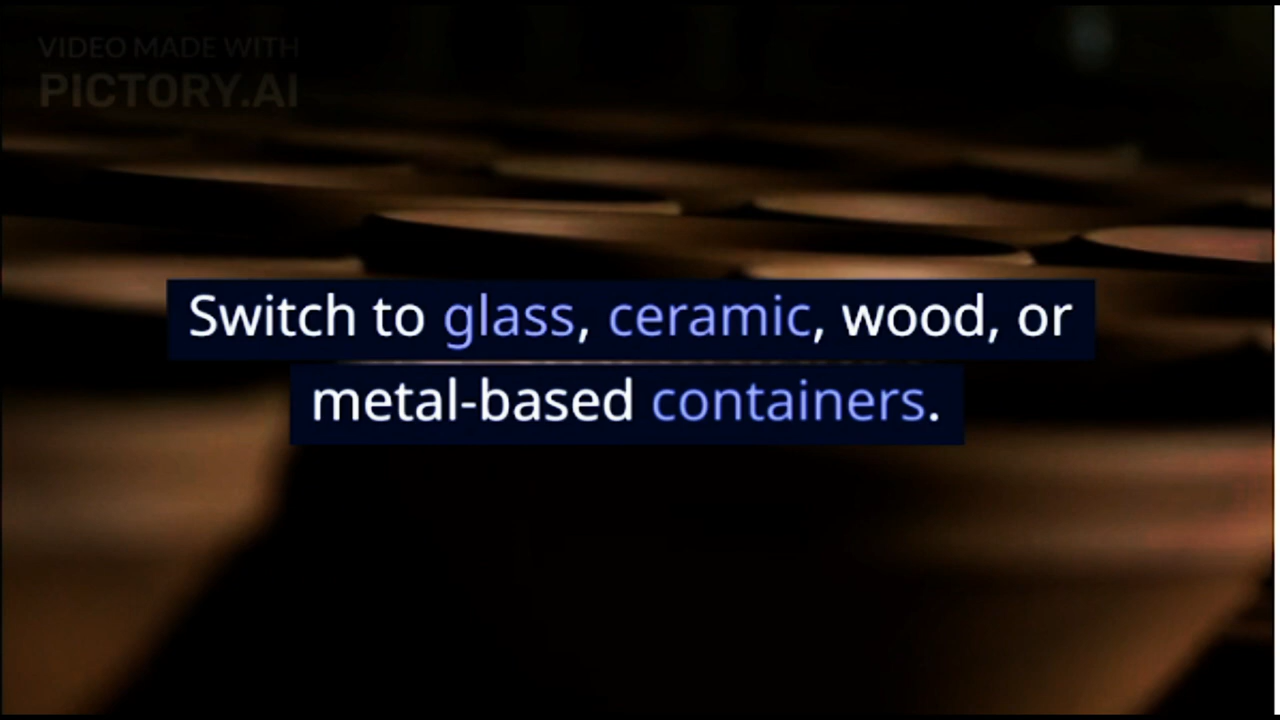 VIDEO MADE WITH
PICTORY.AI
Switch to glass, ceramic, wood, or
metal-based containers.